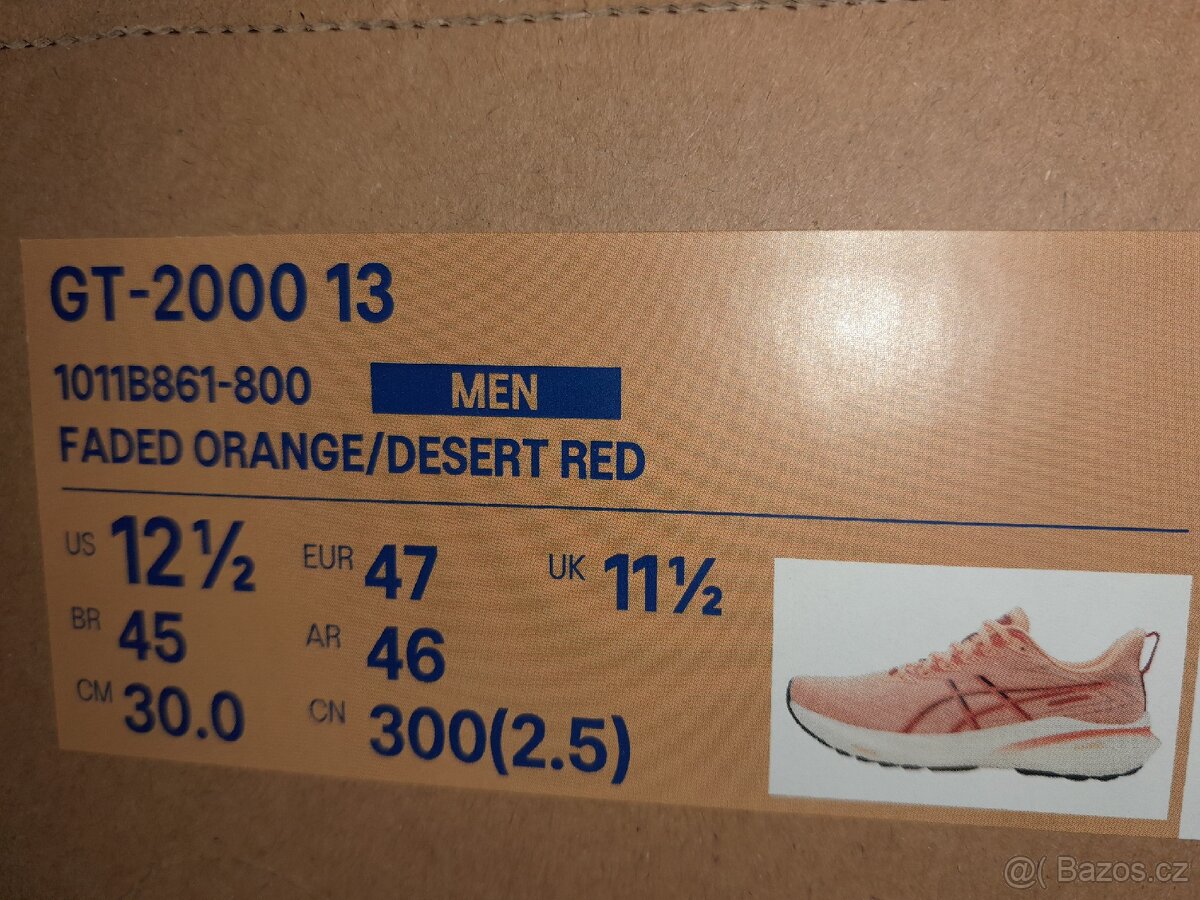 GT-2000 13
1011B861-800 MEN
FADED ORANGE/DESERT RED
US 12½ EUR 47 UK 11½
BR 45 AR 46
CM 30.0 CN 300(2.5)
@( Bazos.cz